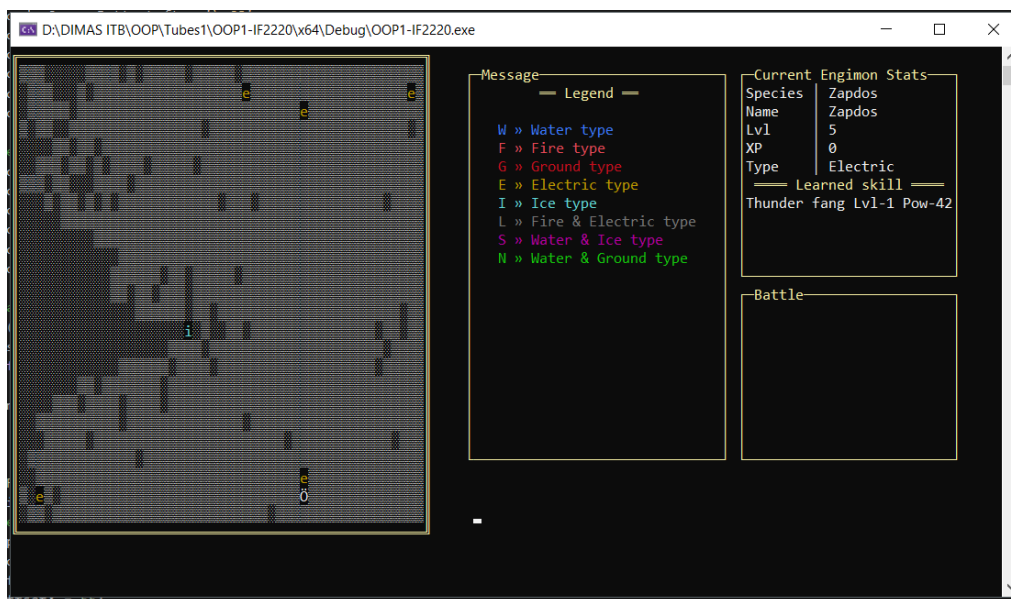 D:\DIMAS ITB\OOP\Tubes1\OOP1-IF2220\x64\Debug\OOP1-IF2220.exe
e e
e
i
e
e Ö
Message
Legend
W » Water type
F » Fire type
G » Ground type
E » Electric type
I » Ice type
L » Fire & Electric type
S » Water & Ice type
N » Water & Ground type
Current Engimon Stats
Species Zapdos
Name Zapdos
Lvl 5
XP 0
Type Electric
Learned skill
Thunder fang Lvl-1 Pow-42
Battle